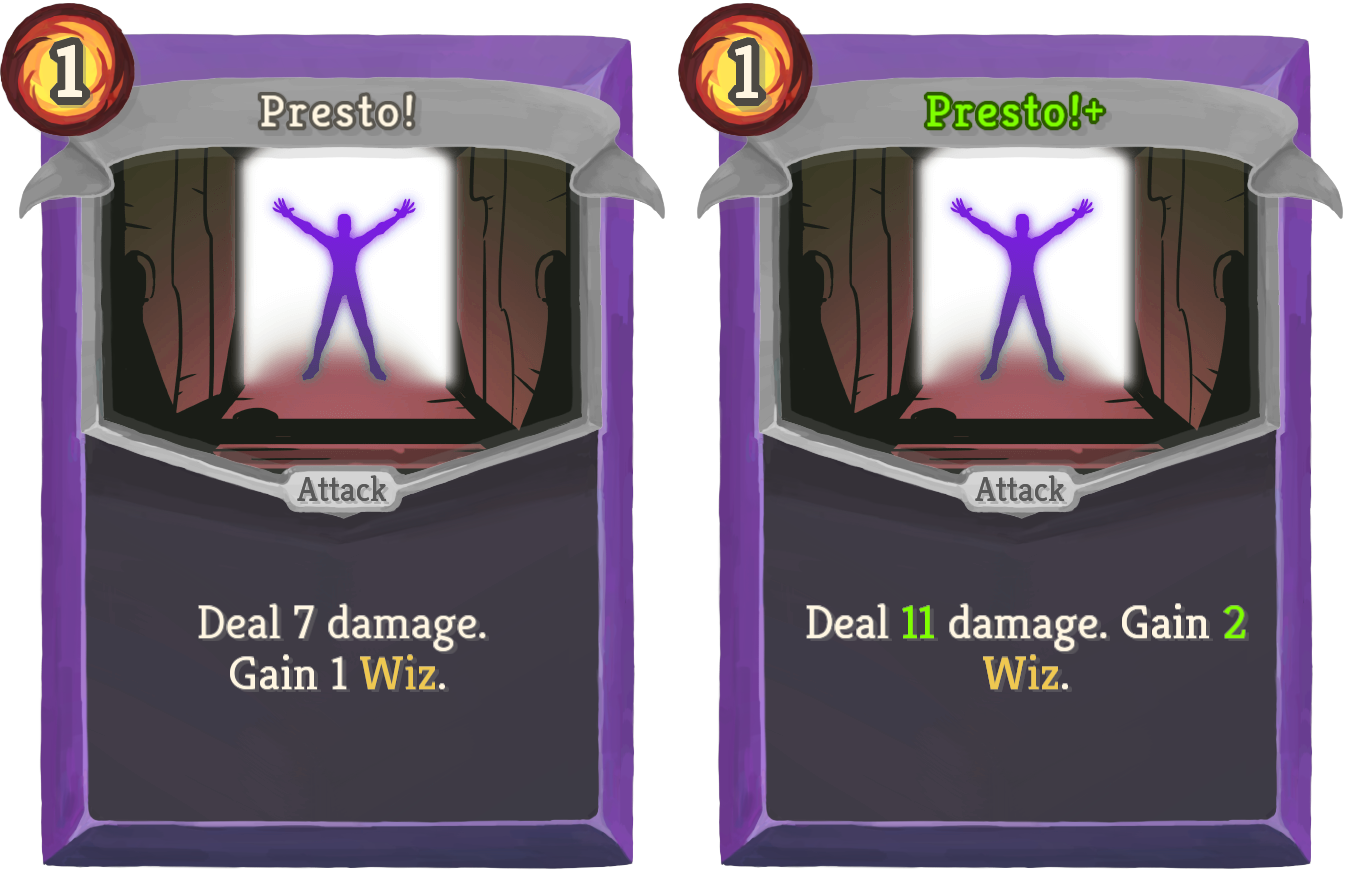 1
Presto!
Attack
Deal 7 damage.
Gain 1 Wiz.
1
Presto!+
Attack
Deal 11 damage. Gain 2
Wiz.